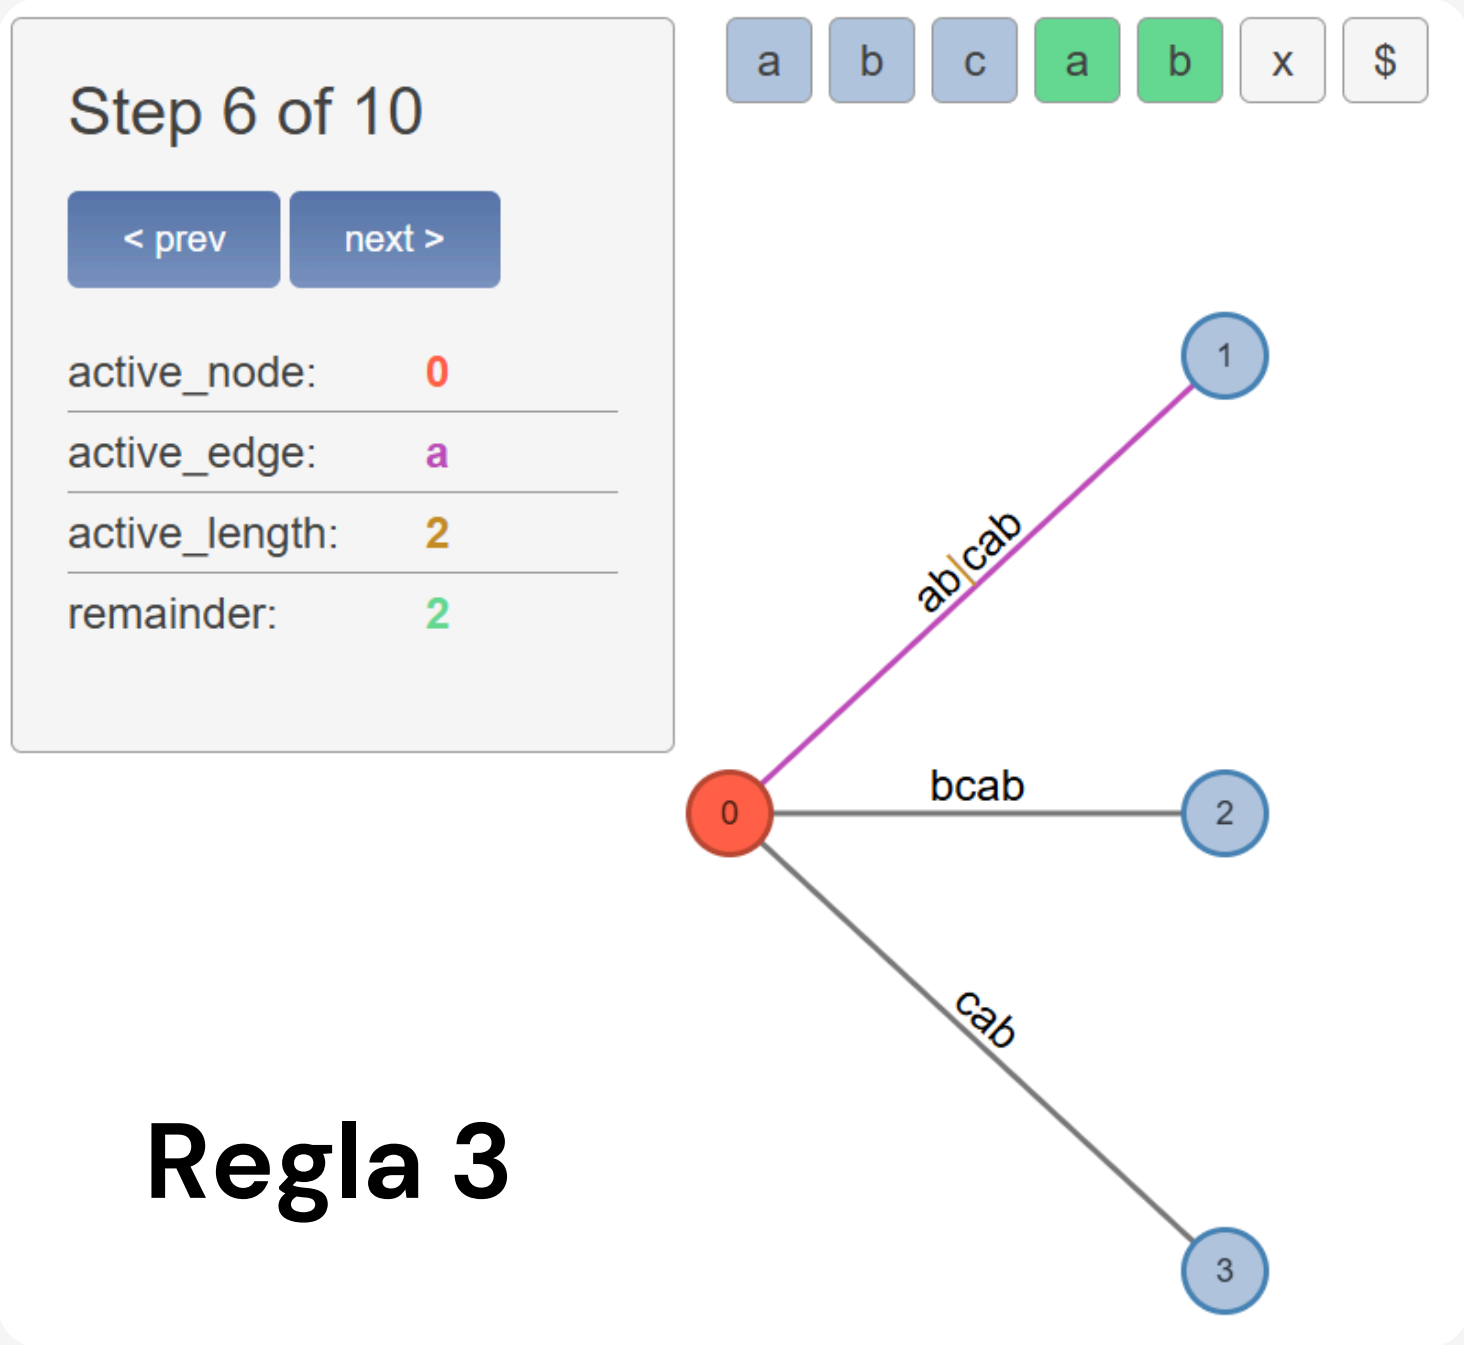 Step 6 of 10
< prev next >
active_node: 0
active_edge: a
active_length: 2
remainder: 2
a b c a b x $
1
ab|cab
0
bcab
2
cab
3
Regla 3